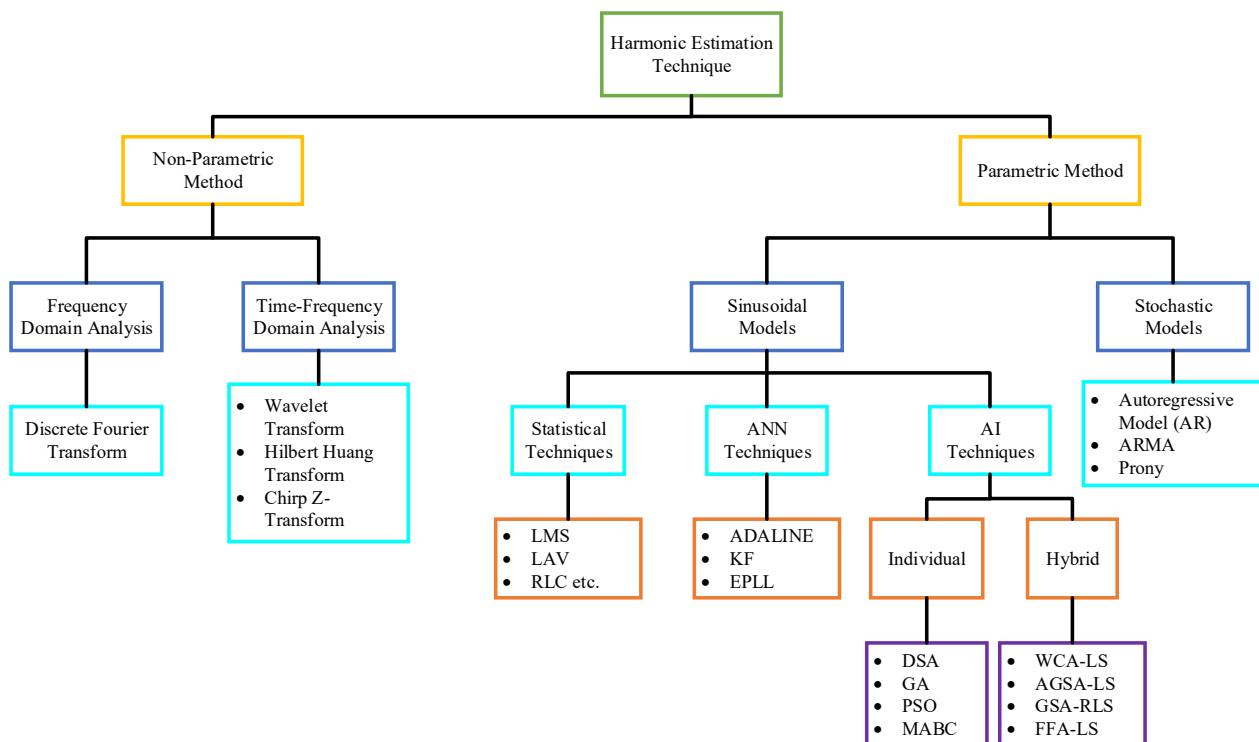 Harmonic Estimation
Technique
Non-Parametric
Method
Parametric Method
Frequency
Domain Analysis
Time-Frequency
Domain Analysis
Sinusoidal
Models
Stochastic
Models
Discrete Fourier
Transform
• Wavelet
Transform
• Hilbert Huang
Transform
• Chirp Z-
Transform
Statistical
Techniques
ANN
Techniques
AI
Techniques
• Autoregressive
Model (AR)
• ARMA
• Prony
• LMS
• LAV
• RLC etc.
• ADALINE
• KF
• EPLL
Individual
Hybrid
• DSA
• GA
• PSO
• MABC
• WCA-LS
• AGSA-LS
• GSA-RLS
• FFA-LS